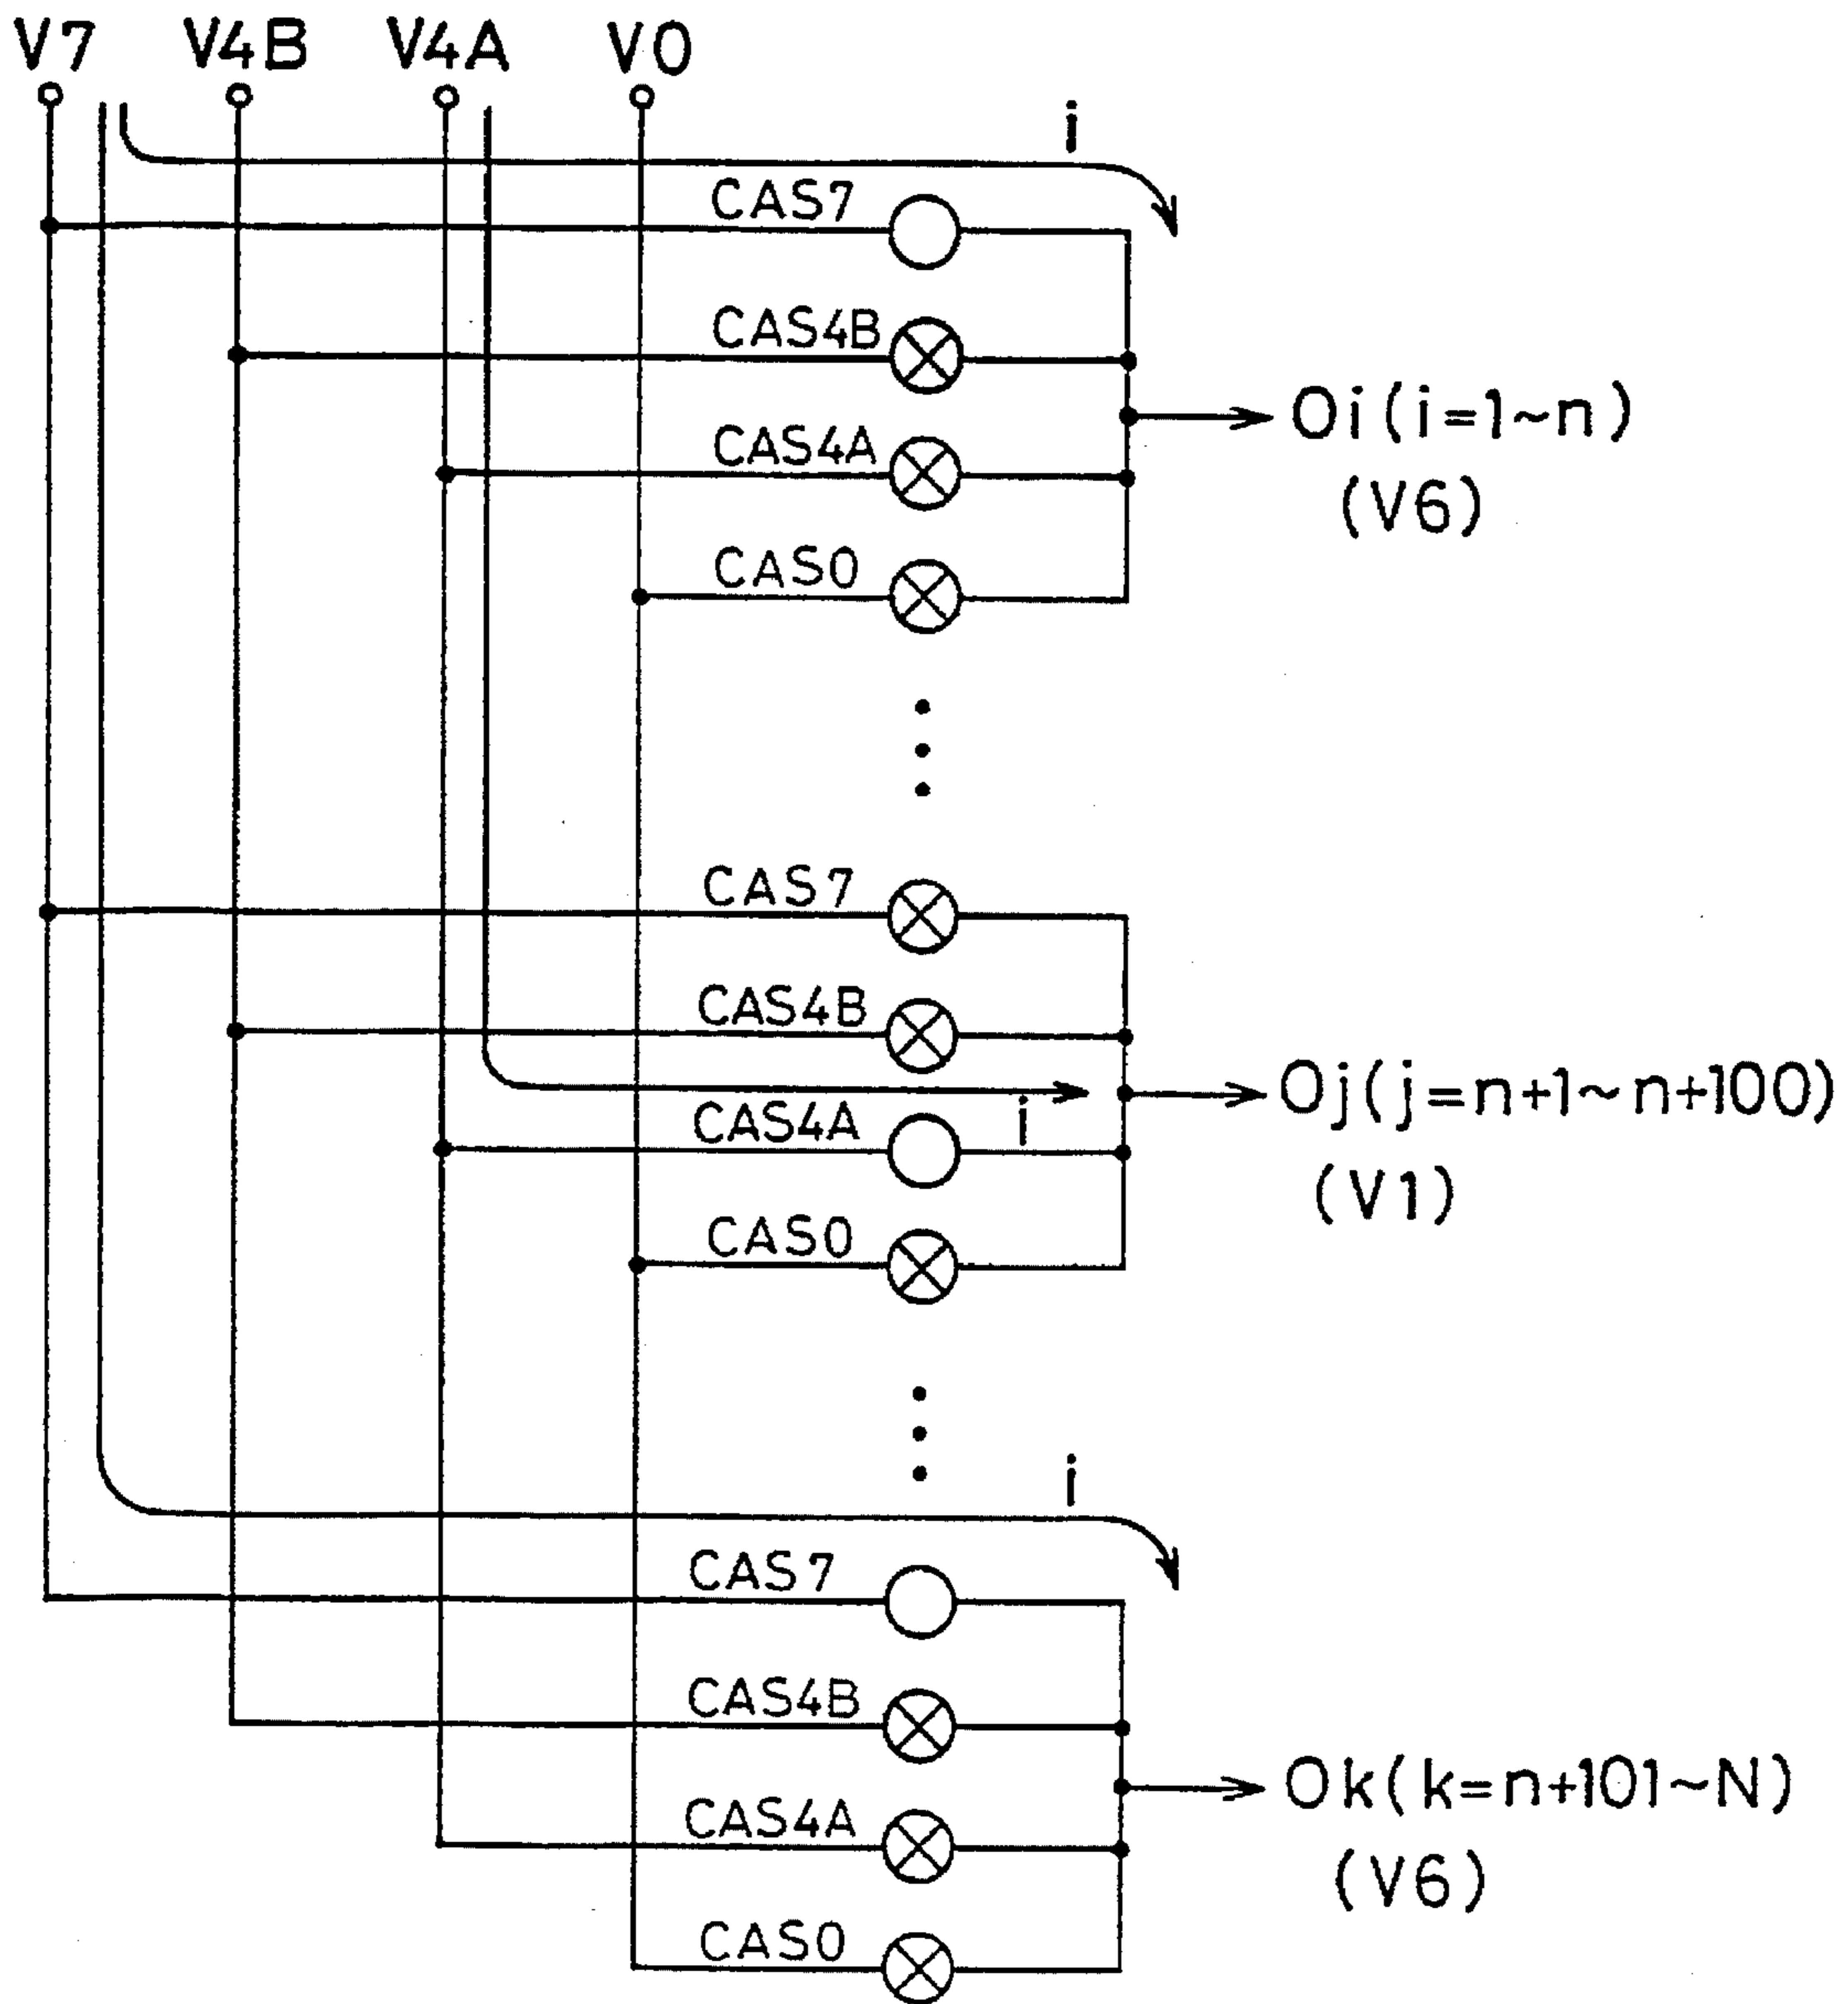 V7 V4B V4A V0
i
CAS7
CAS4B
Oi(i=1~n)
CAS4A
(V6)
CAS0
CAS7
CAS4B
Oj(j=n+1~n+100)
CAS4A i
(V1)
CAS0
i
CAS7
CAS4B
Ok(k=n+101~N)
CAS4A
(V6)
CAS0